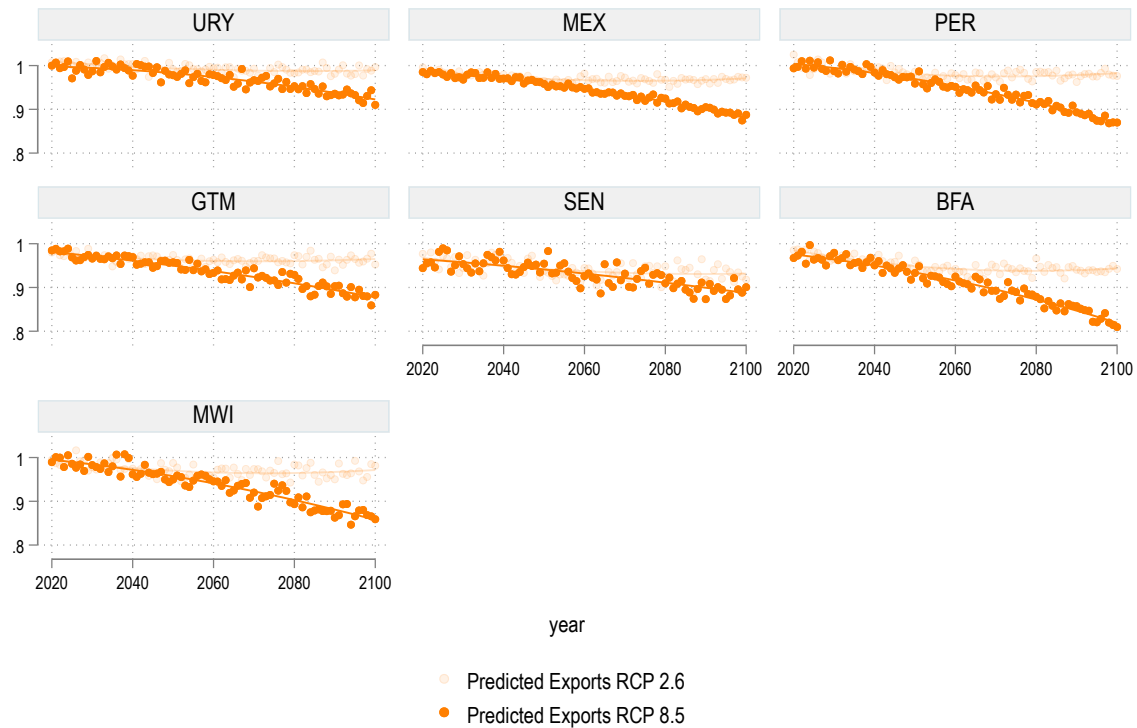 URY MEX PER
1
.9
.8
GTM SEN BFA
1
.9
.8
2020 2040 2060 2080 2100 2020 2040 2060 2080 2100
MWI
1
.9
.8
2020 2040 2060 2080 2100
year
Predicted Exports RCP 2.6
Predicted Exports RCP 8.5